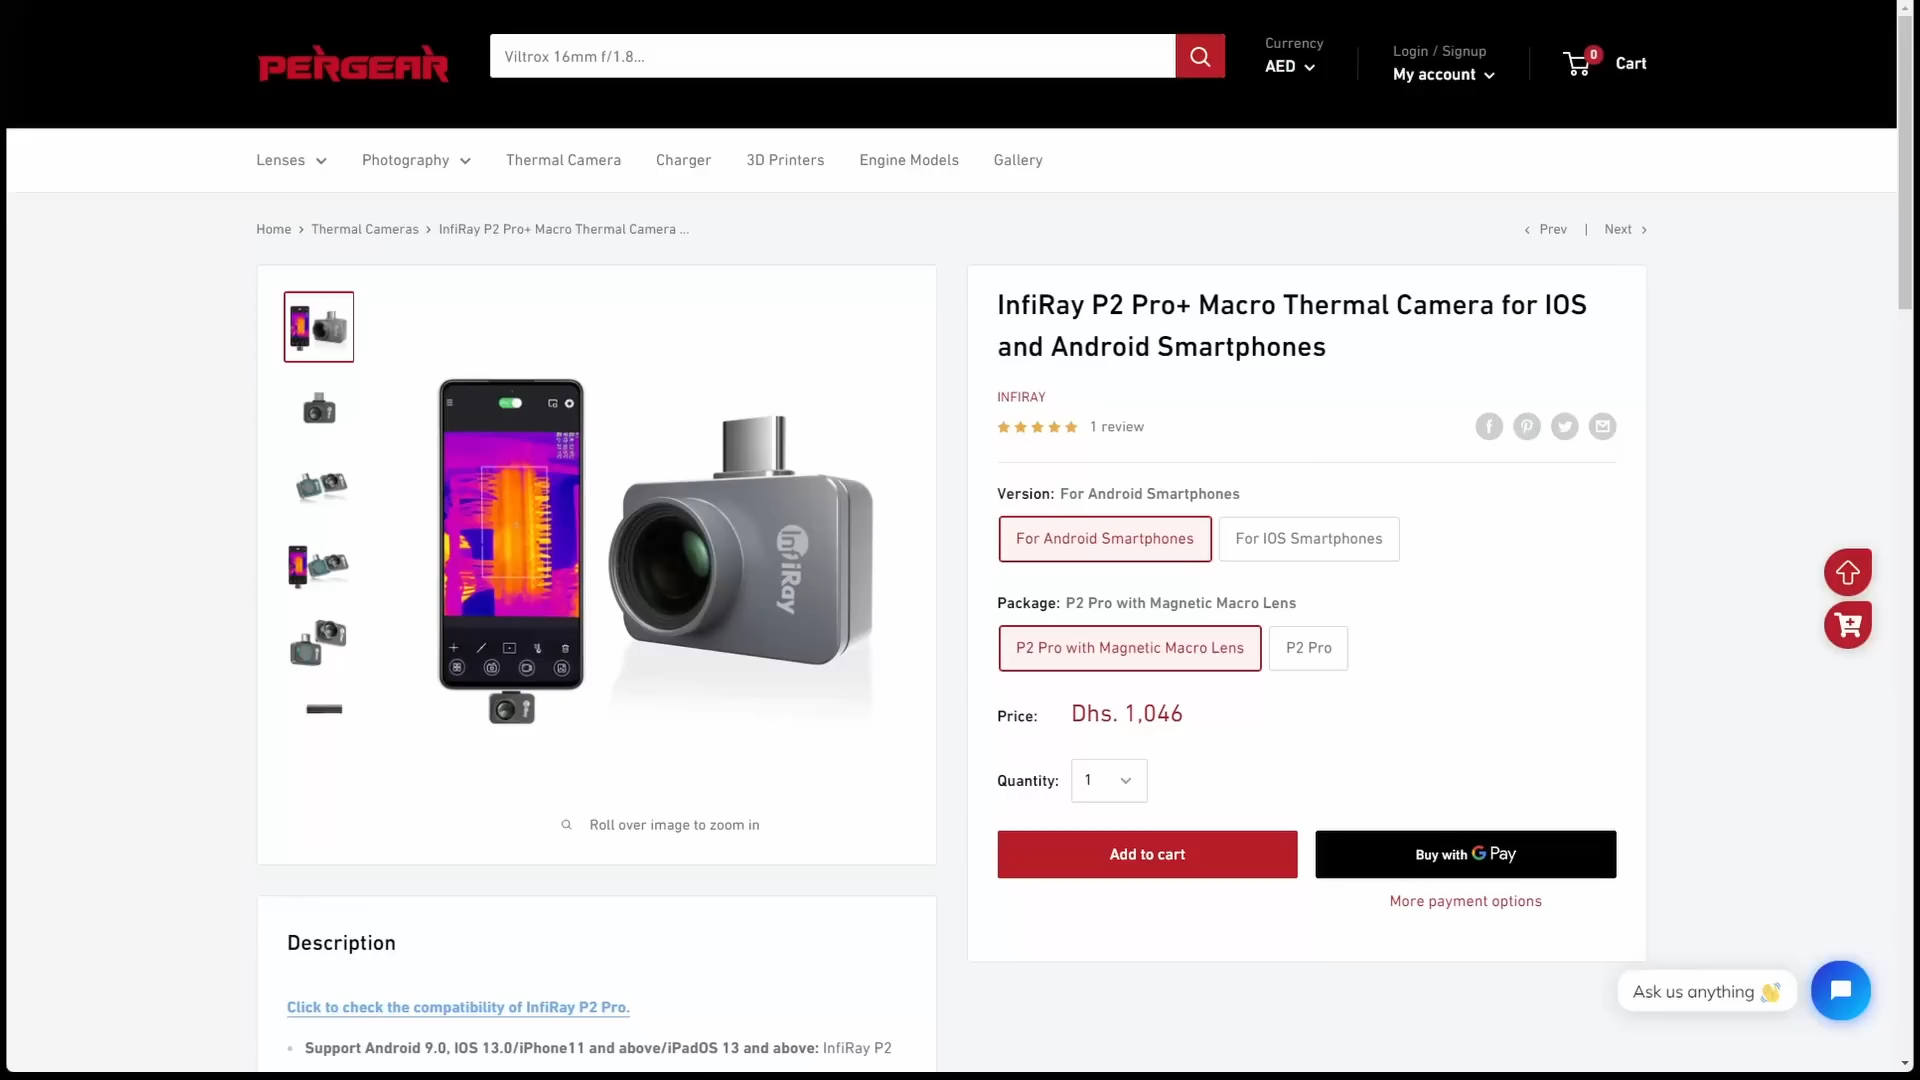 PERGEAR
Viltrox 16mm f/1.8...
Currency
AED
Login / Signup
My account
0
Cart
Lenses
Photography
Thermal Camera
Charger
3D Printers
Engine Models
Gallery
Home › Thermal Cameras › InfiRay P2 Pro+ Macro Thermal Camera ...
‹ Prev | Next ›
InfiRay P2 Pro+ Macro Thermal Camera for IOS
and Android Smartphones
INFIRAY
1 review
Version: For Android Smartphones
For Android Smartphones
For IOS Smartphones
Package: P2 Pro with Magnetic Macro Lens
P2 Pro with Magnetic Macro Lens
P2 Pro
Price: Dhs. 1,046
Quantity: 1
Add to cart
Buy with G Pay
More payment options
InfiRay
Roll over image to zoom in
Description
Click to check the compatibility of InfiRay P2 Pro.
• Support Android 9.0, IOS 13.0/iPhone11 and above/iPadOS 13 and above: InfiRay P2
Ask us anything 👋